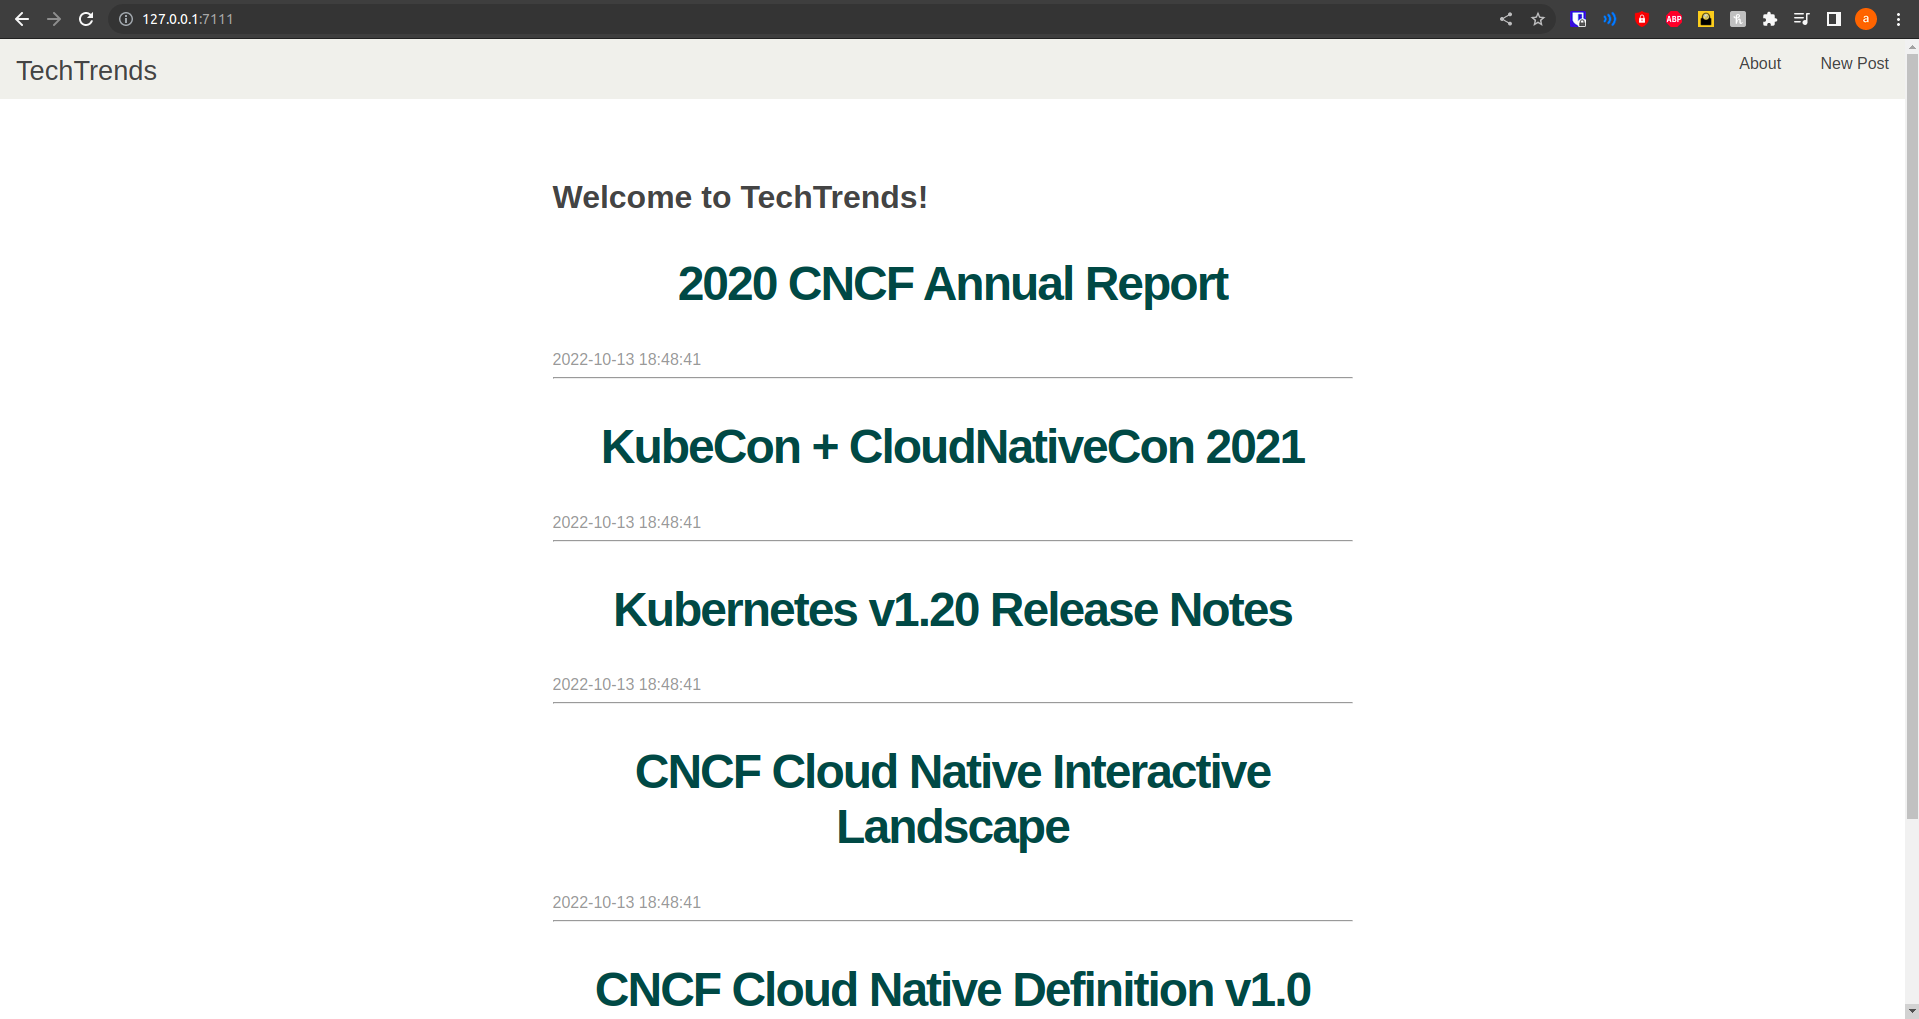 127.0.0.1:7111
ABP
a
TechTrends
About
New Post
Welcome to TechTrends!
2020 CNCF Annual Report
2022-10-13 18:48:41
KubeCon + CloudNativeCon 2021
2022-10-13 18:48:41
Kubernetes v1.20 Release Notes
2022-10-13 18:48:41
CNCF Cloud Native Interactive
Landscape
2022-10-13 18:48:41
CNCF Cloud Native Definition v1.0